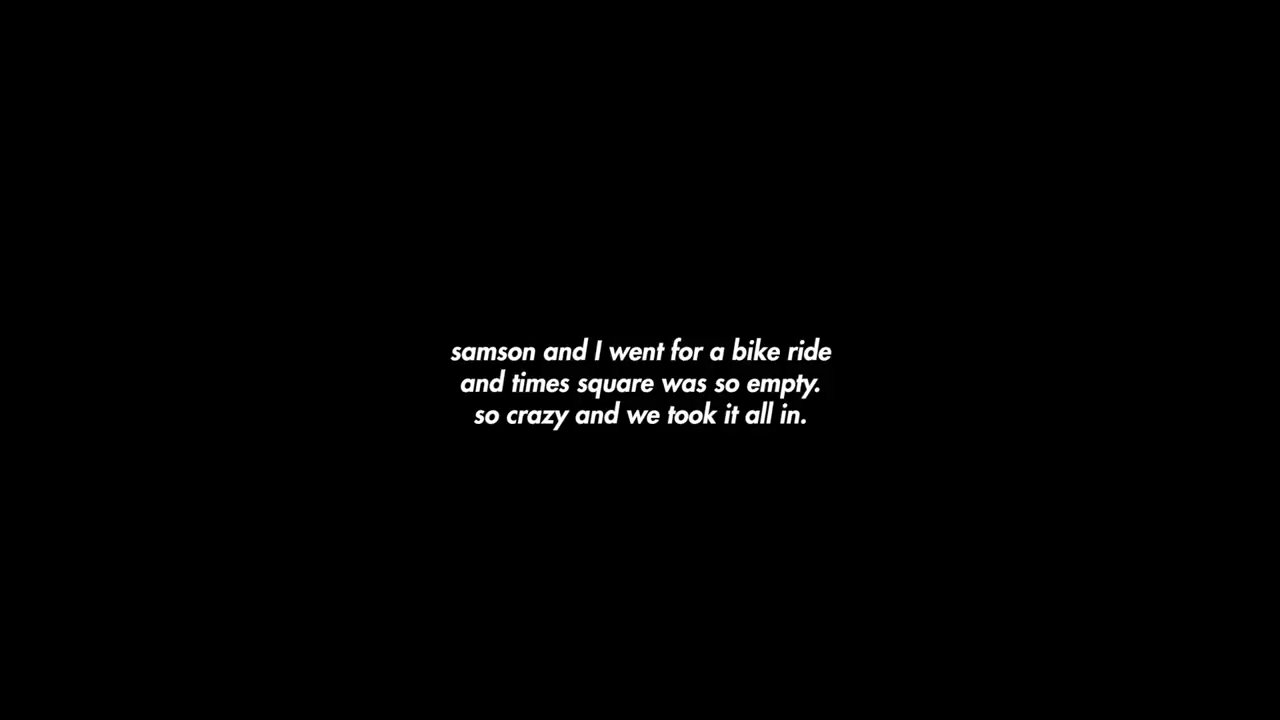 samson and I went for a bike ride
and times square was so empty.
so crazy and we took it all in.